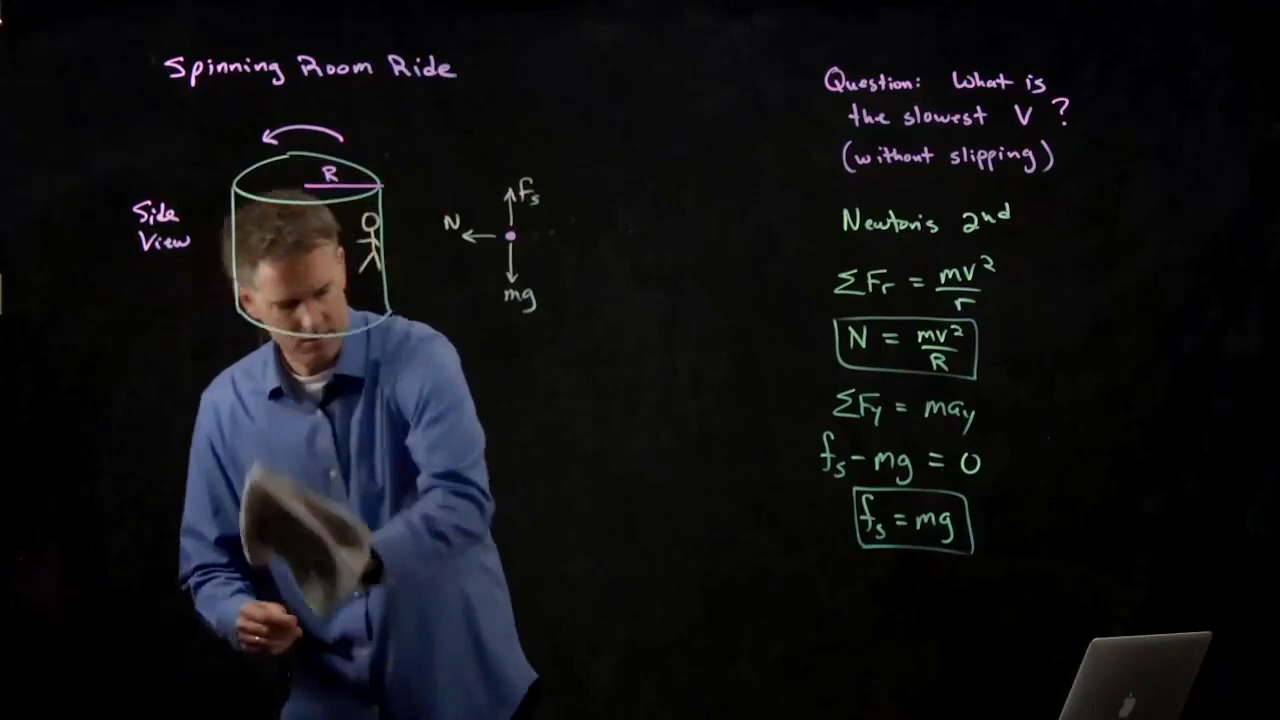 Spinning Room Ride
R
Side
View
N
fs
mg
Question: What is
the slowest V ?
(without slipping)
Newton's 2nd
ΣFr = mv²/r
N = mv²/R
ΣFy = may
fs - mg = 0
fs = mg